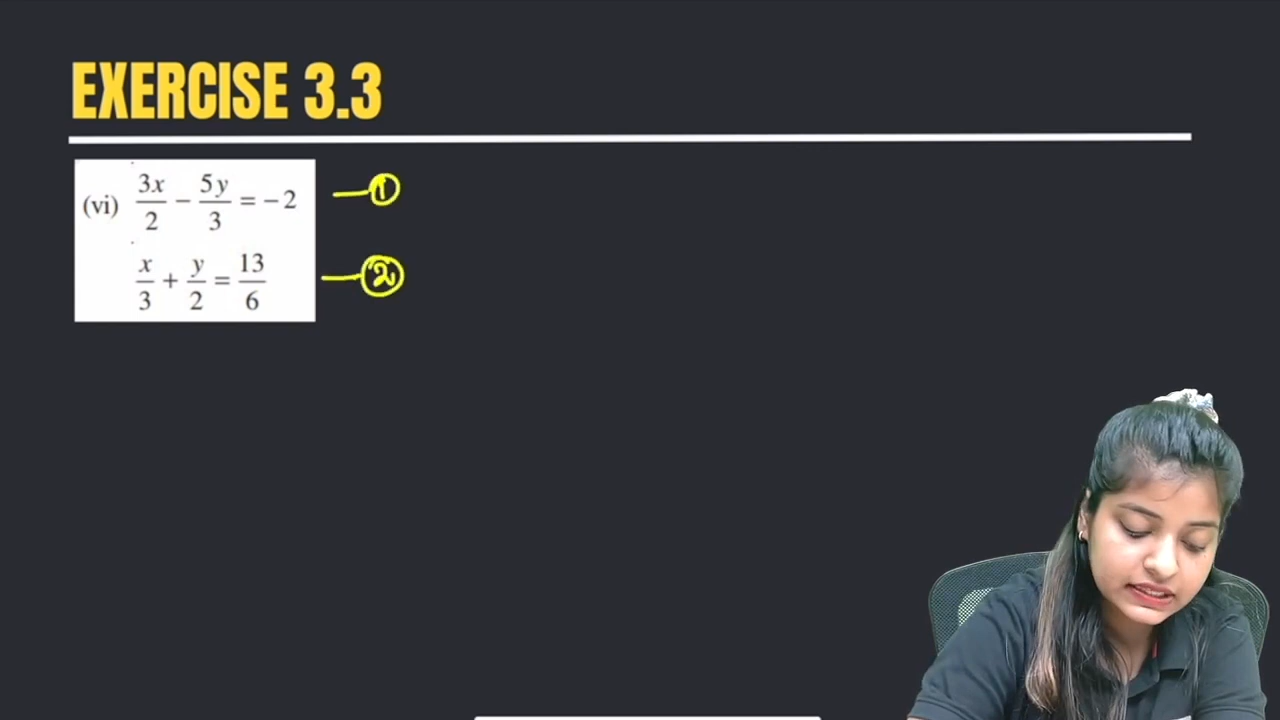 EXERCISE 3.3
(vi) 3x/2 − 5y/3 = −2 —①
x/3 + y/2 = 13/6 —②